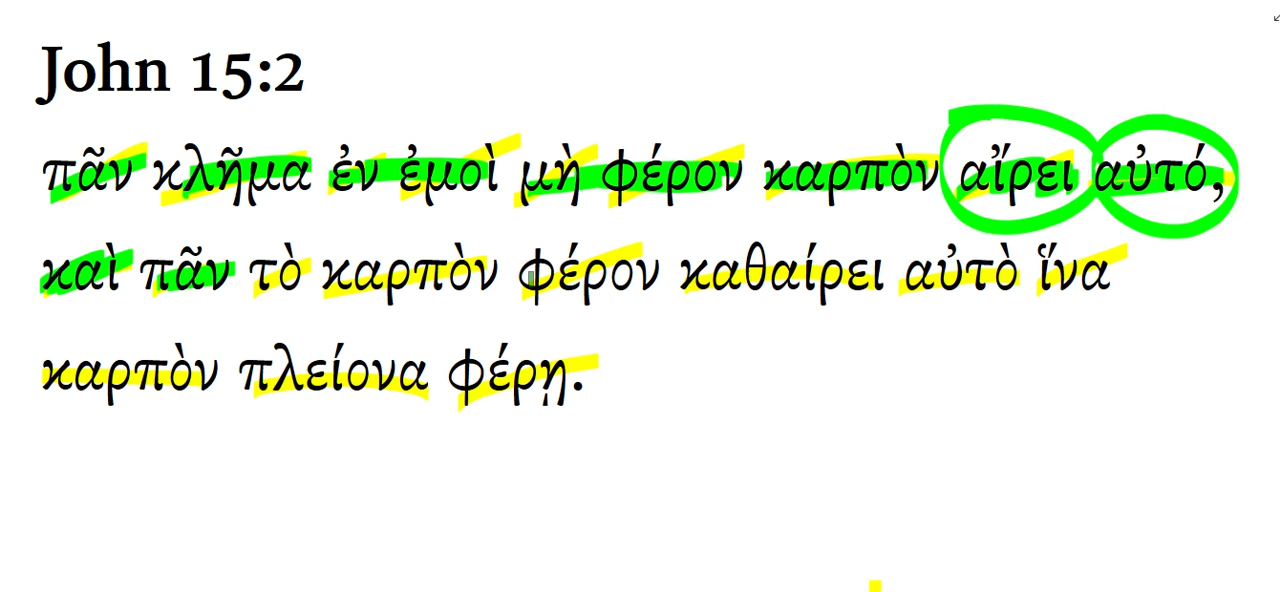 John 15:2
πᾶν κλῆμα ἐν ἐμοὶ μὴ φέρον καρπὸν αἴρει αὐτό,
καὶ πᾶν τὸ καρπὸν φέρον καθαίρει αὐτὸ ἵνα
καρπὸν πλείονα φέρῃ.